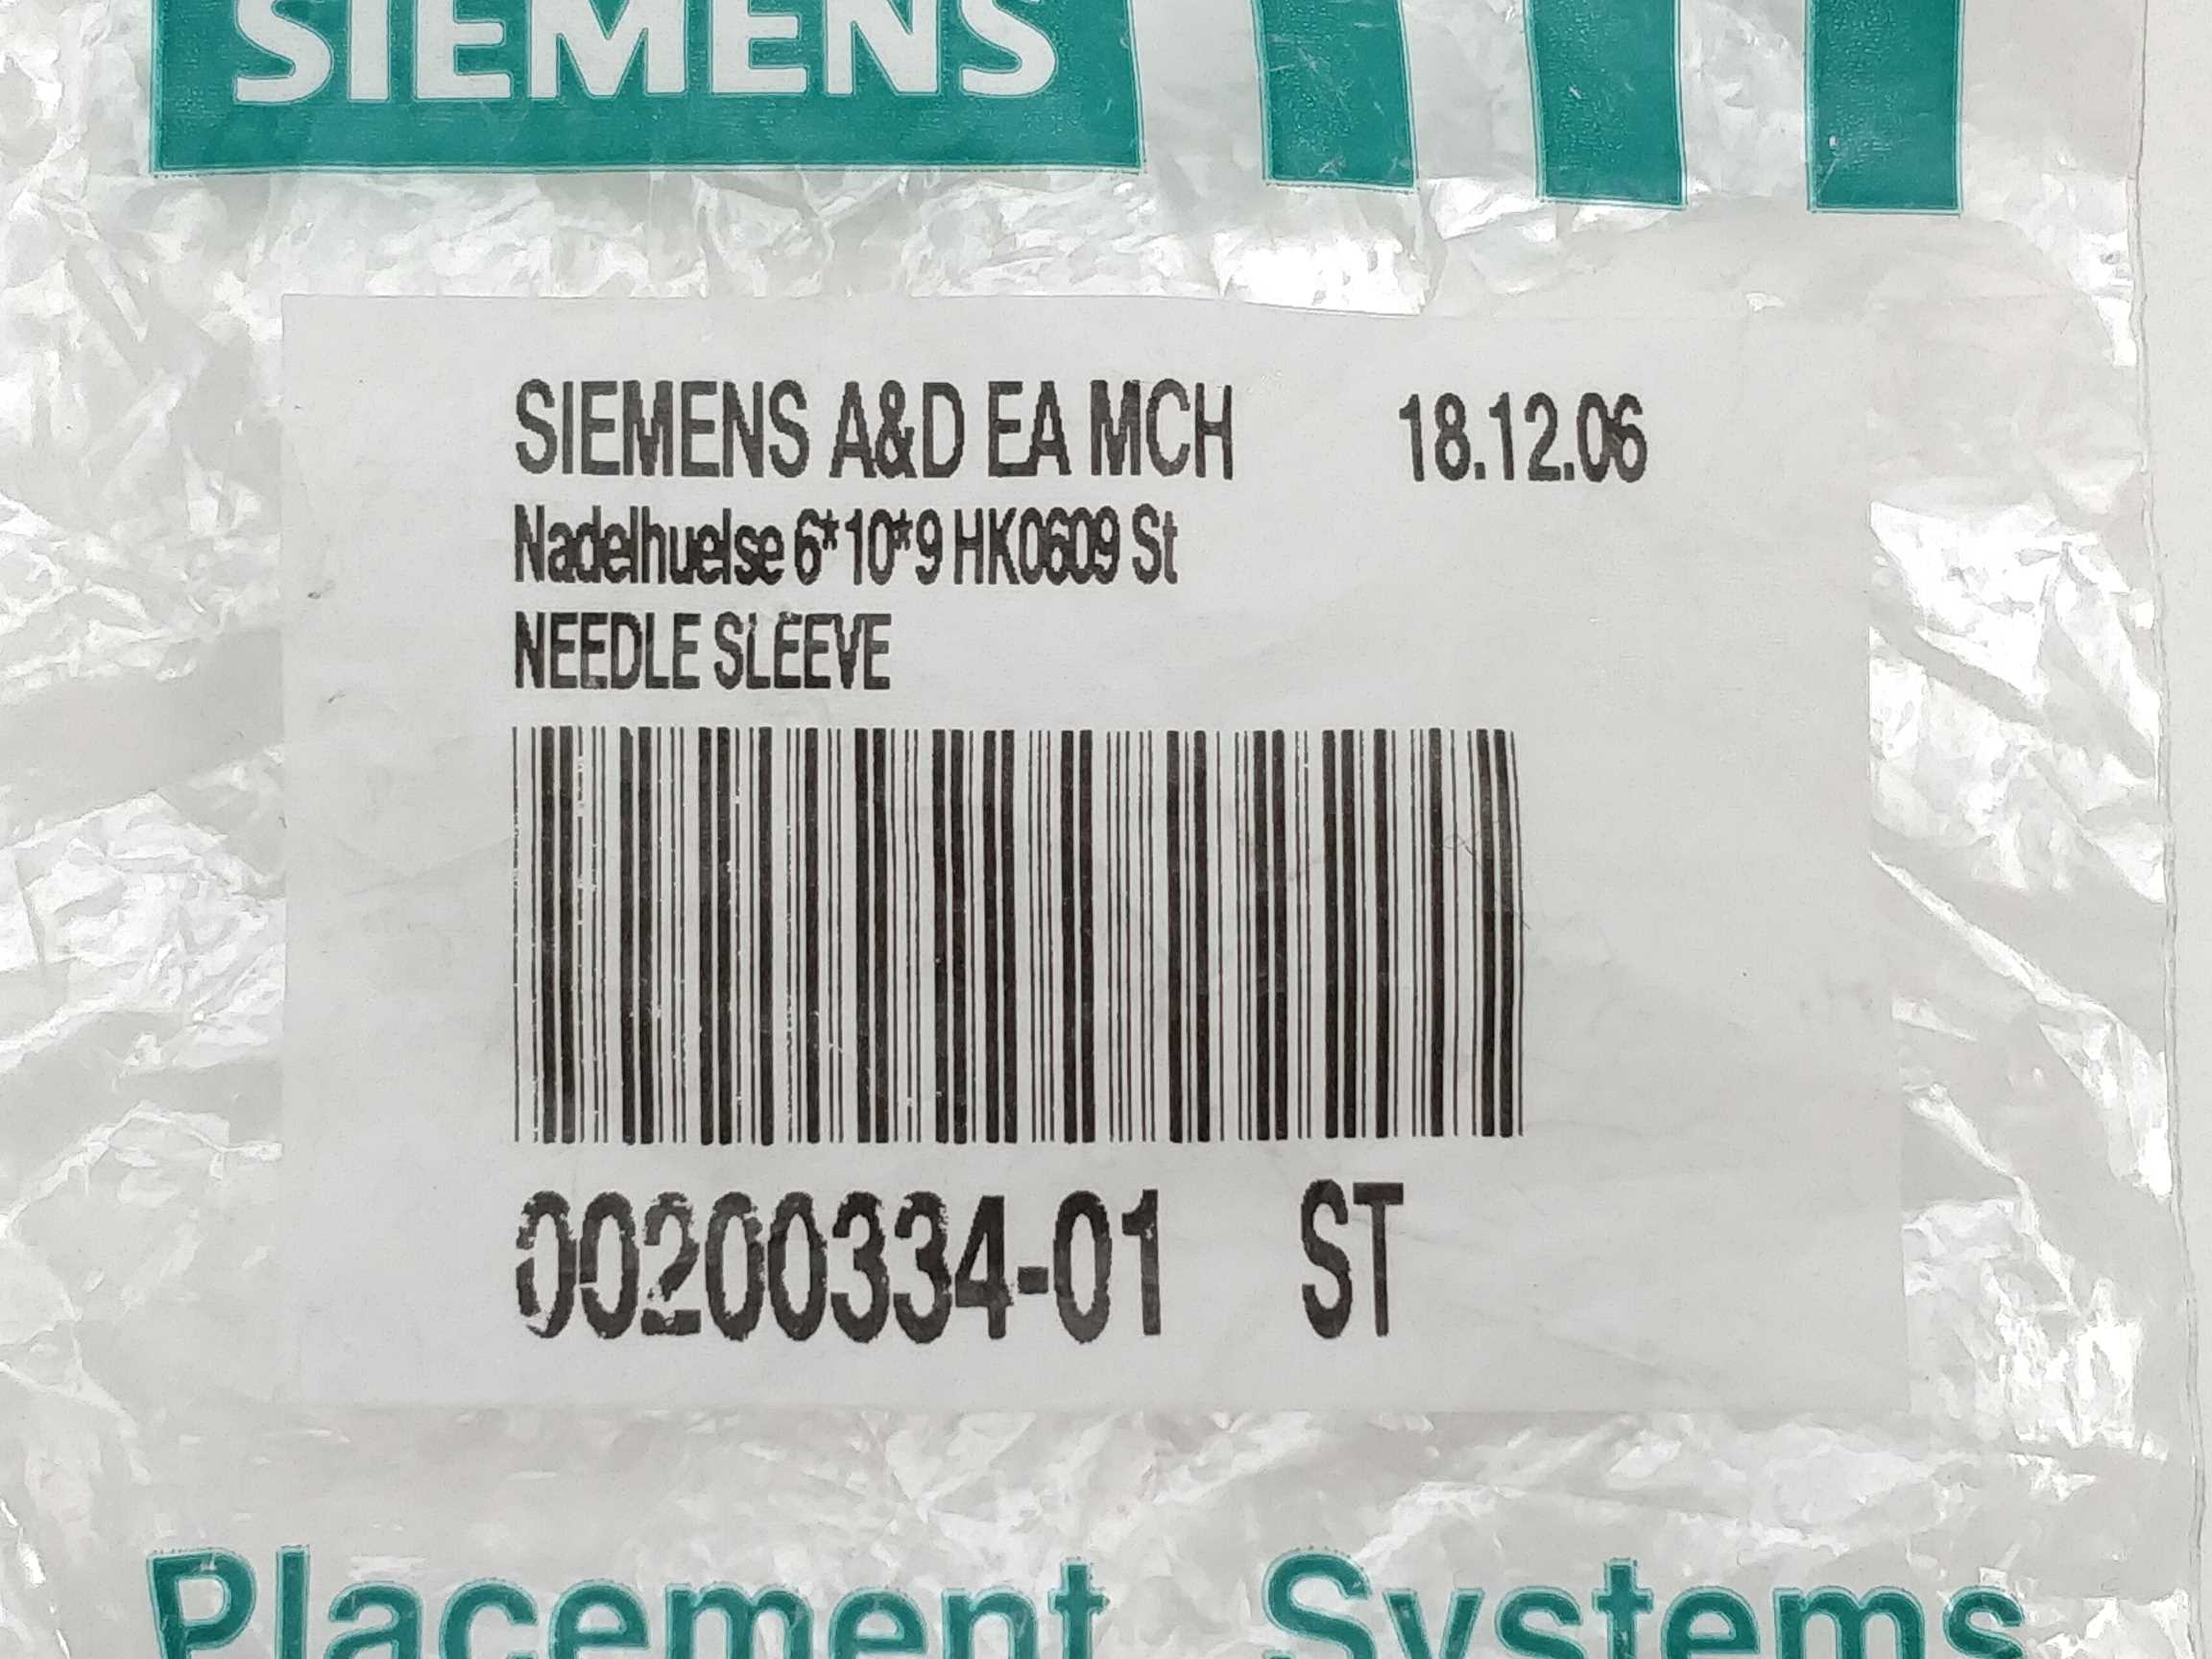 SIEMENS
SIEMENS A&D EA MCH 18.12.06
Nadelhuelse 6*10*9 HK0609 St
NEEDLE SLEEVE
00200334-01 ST
Placement Systems